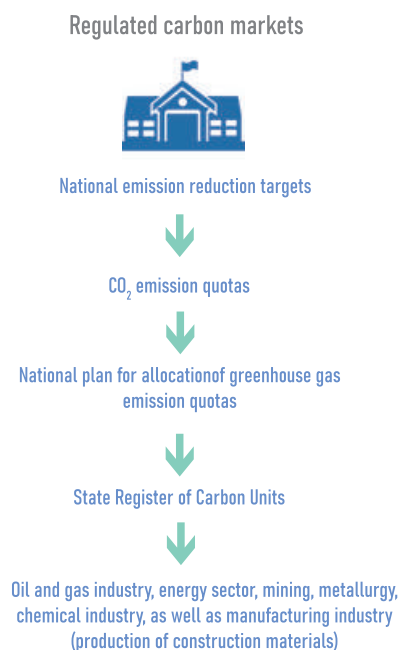 Regulated carbon markets
National emission reduction targets
CO₂ emission quotas
National plan for allocationof greenhouse gas
emission quotas
State Register of Carbon Units
Oil and gas industry, energy sector, mining, metallurgy,
chemical industry, as well as manufacturing industry
(production of construction materials)